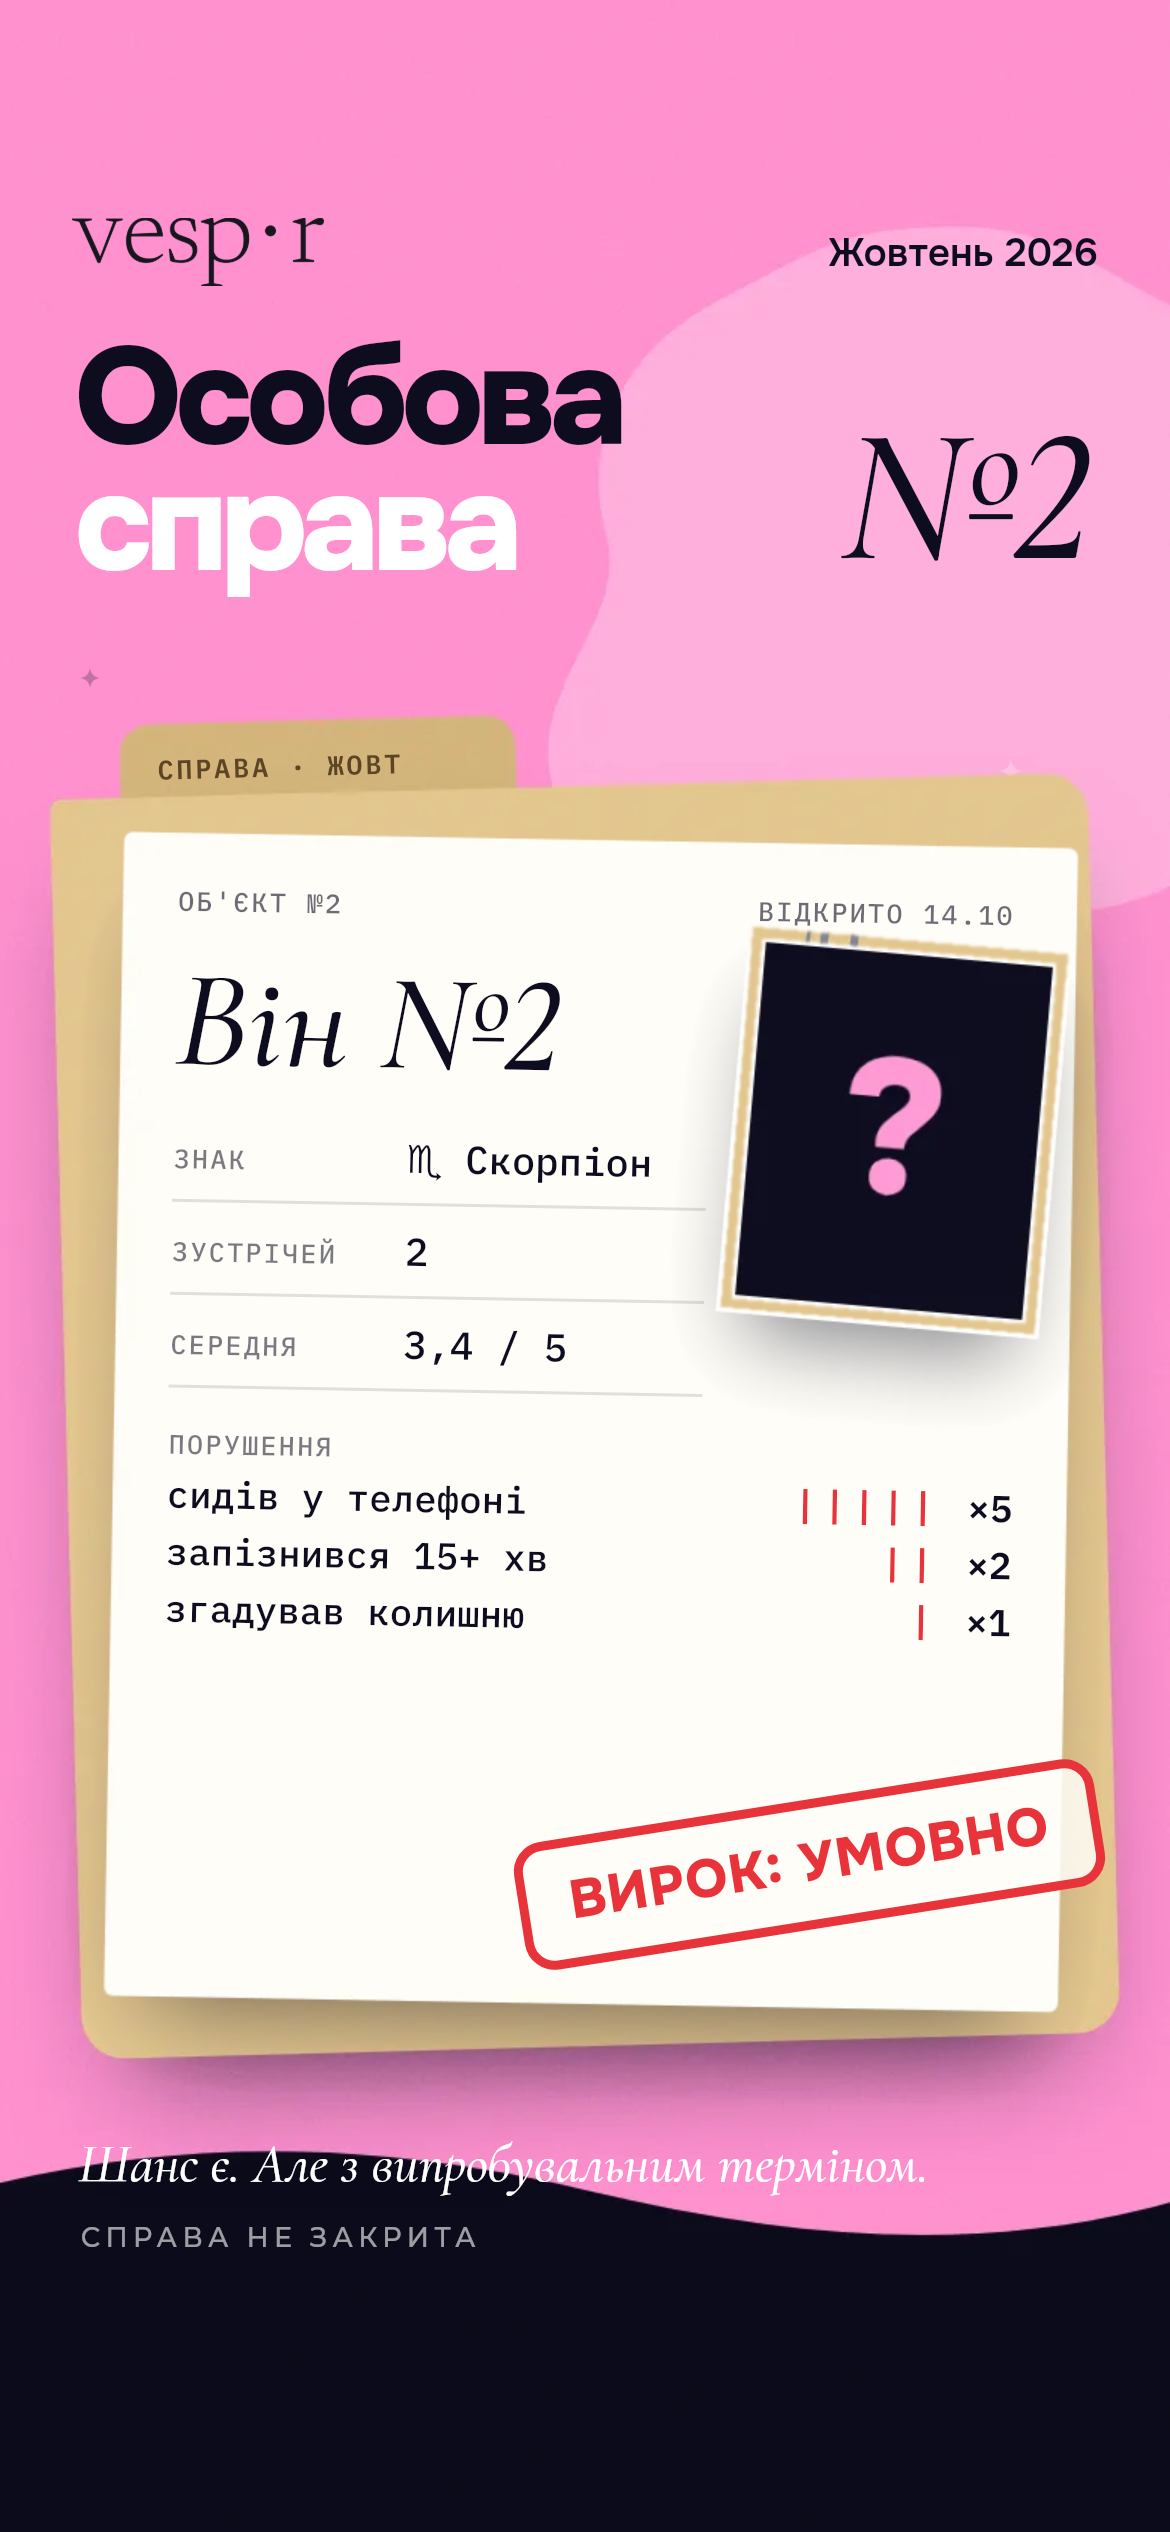 vesp·r
Жовтень 2026
Особова
справа
№2
СПРАВА · ЖОВТ
ОБ'ЄКТ №2
ВІДКРИТО 14.10
Він №2
?
ЗНАК ♏ Скорпіон
ЗУСТРІЧЕЙ 2
СЕРЕДНЯ 3,4 / 5
ПОРУШЕННЯ
сидів у телефоні ||||| ×5
запізнився 15+ хв || ×2
згадував колишню | ×1
ВИРОК: УМОВНО
Шанс є. Але з випробувальним терміном.
СПРАВА НЕ ЗАКРИТА